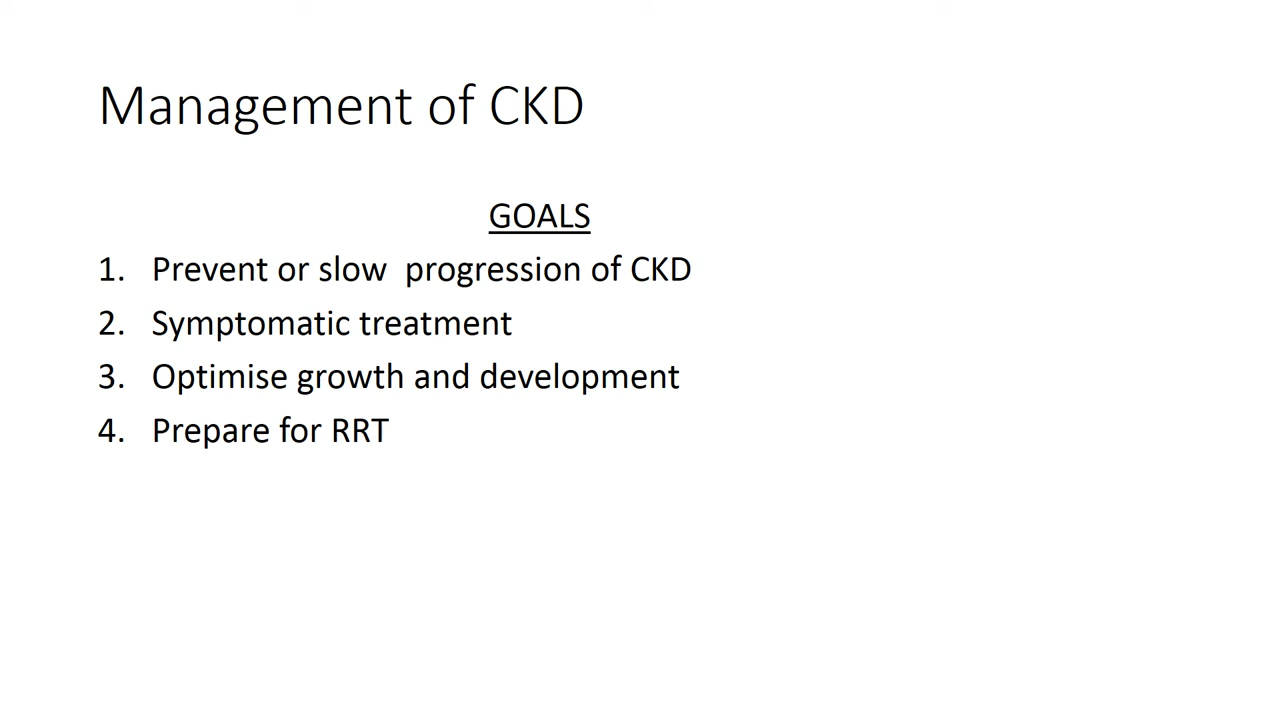 Management of CKD
GOALS
1. Prevent or slow  progression of CKD
2. Symptomatic treatment
3. Optimise growth and development
4. Prepare for RRT